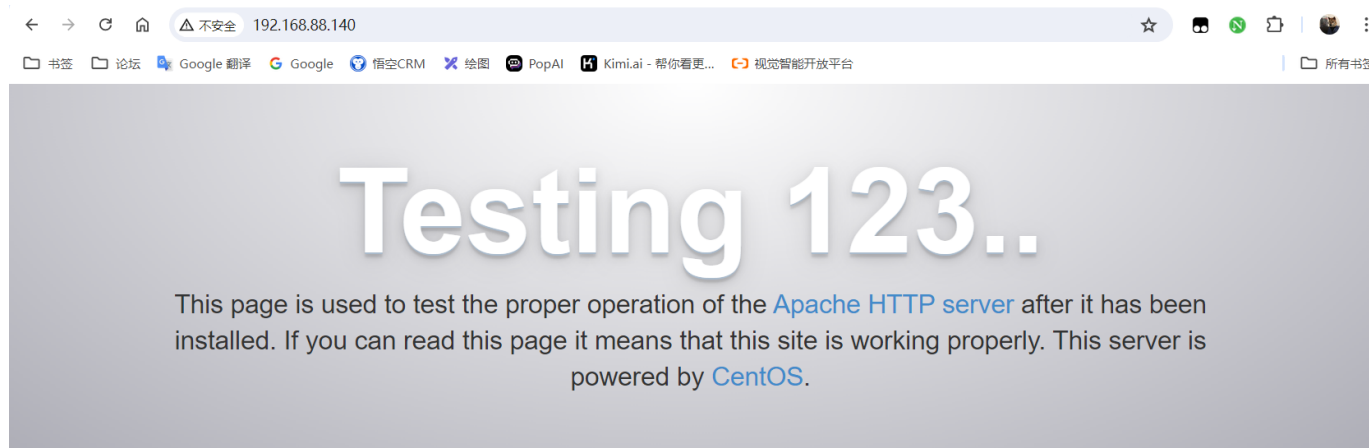 不安全 192.168.88.140
书签 论坛 Google 翻译 Google 悟空CRM 绘图 PopAI Kimi.ai - 帮你看更... 视觉智能开放平台 所有书签
Testing 123..
This page is used to test the proper operation of the Apache HTTP server after it has been
installed. If you can read this page it means that this site is working properly. This server is
powered by CentOS.